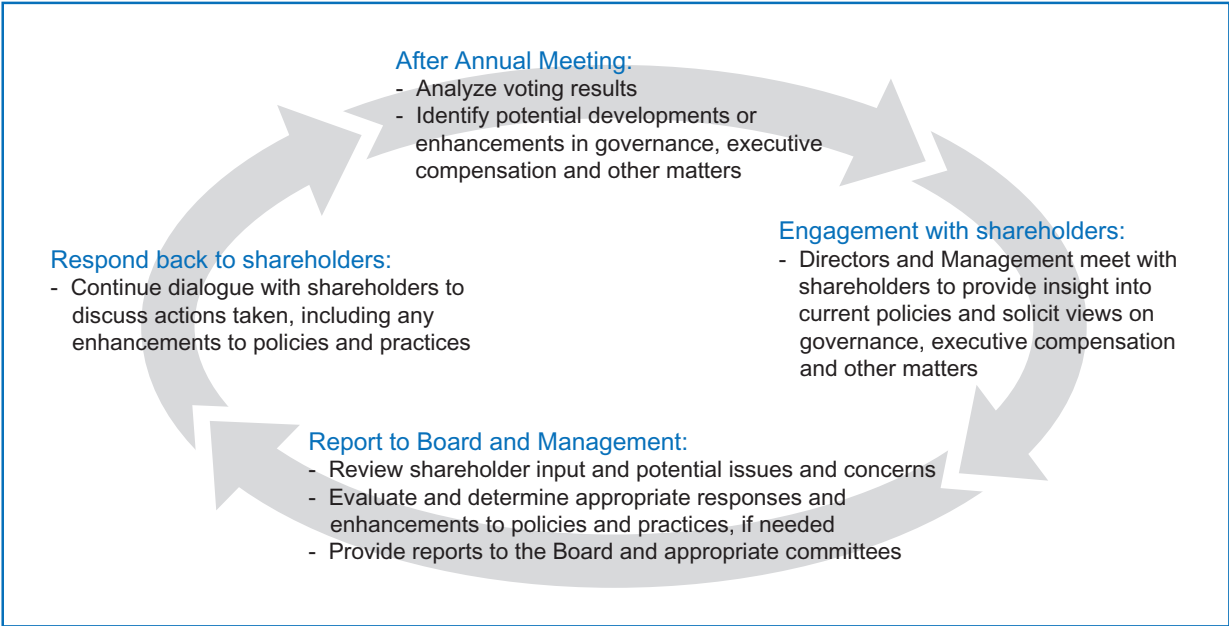 After Annual Meeting:
- Analyze voting results
- Identify potential developments or
enhancements in governance, executive
compensation and other matters
Engagement with shareholders:
- Directors and Management meet with
shareholders to provide insight into
current policies and solicit views on
governance, executive compensation
and other matters
Report to Board and Management:
- Review shareholder input and potential issues and concerns
- Evaluate and determine appropriate responses and
enhancements to policies and practices, if needed
- Provide reports to the Board and appropriate committees
Respond back to shareholders:
- Continue dialogue with shareholders to
discuss actions taken, including any
enhancements to policies and practices